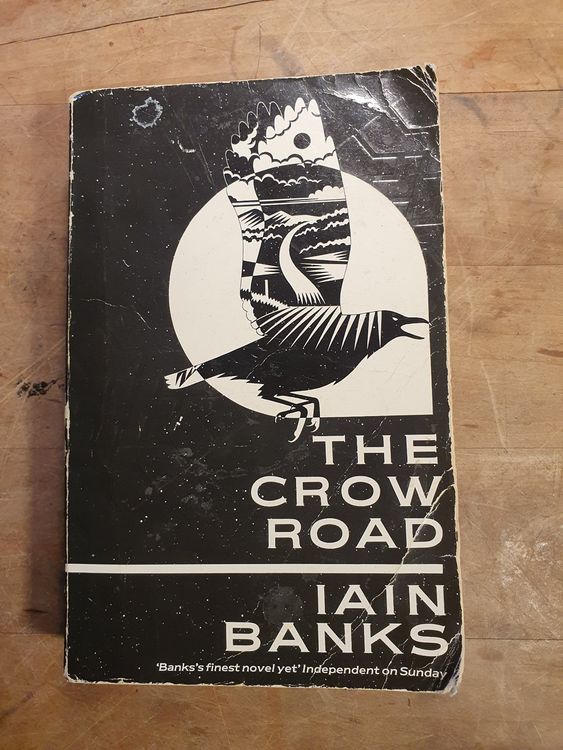 THE
CROW
ROAD
IAIN
BANKS
'Banks's finest novel yet' Independent on Sunday